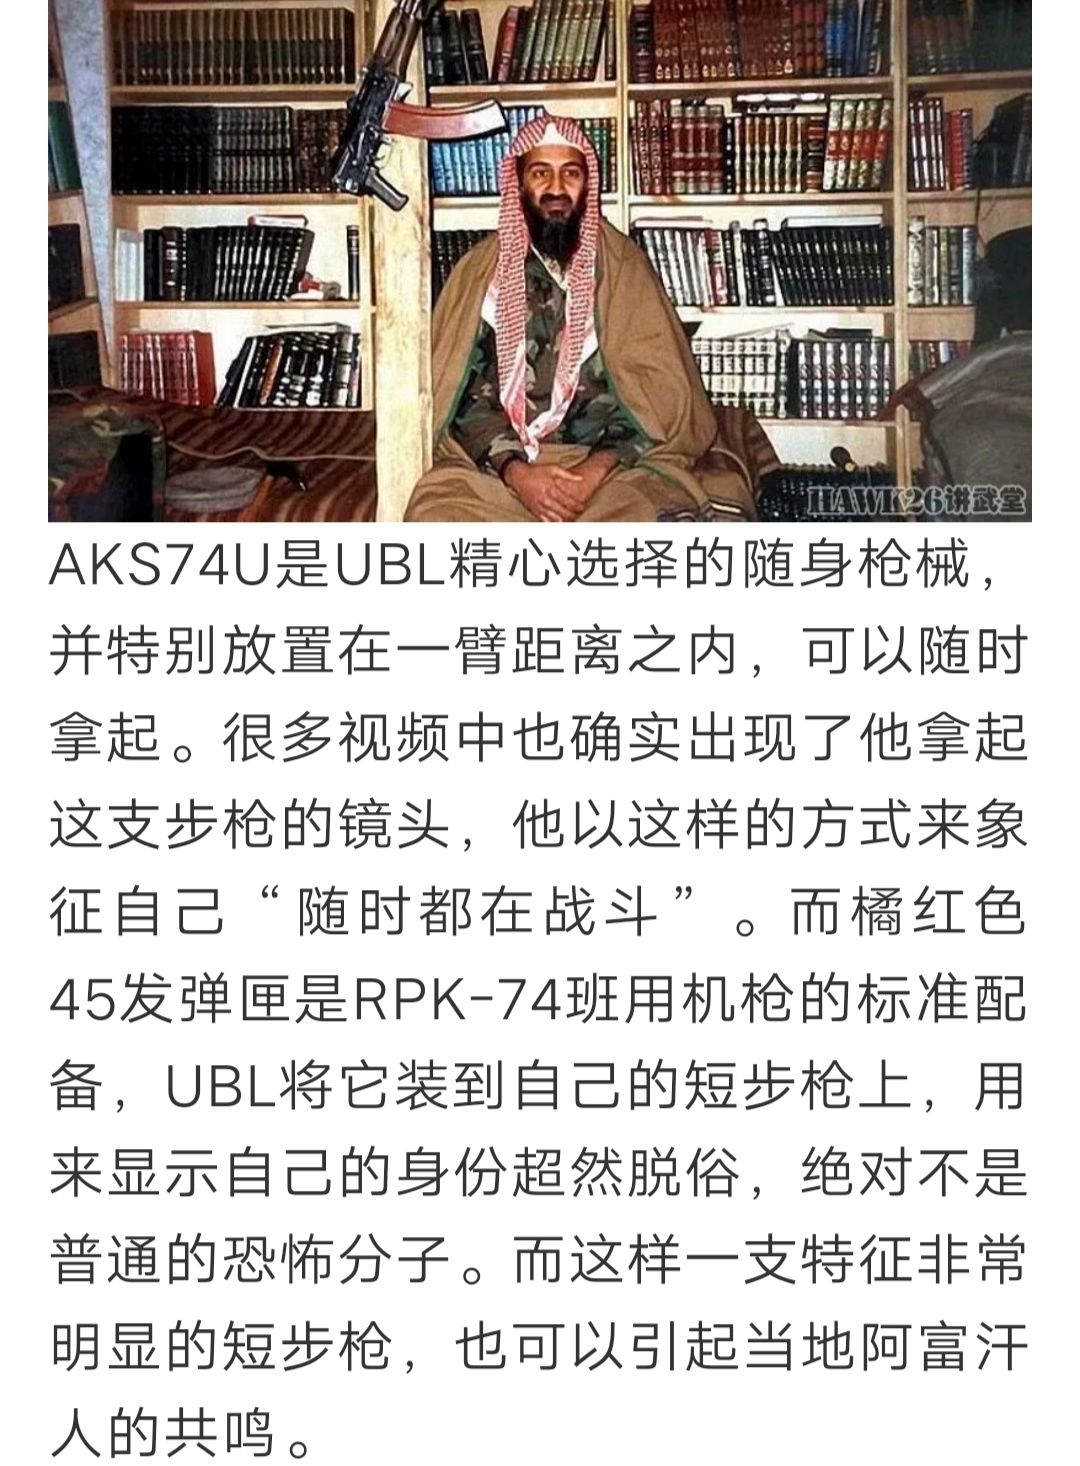 HAWK26讲武堂
AKS74U是UBL精心选择的随身枪械，
并特别放置在一臂距离之内，可以随时
拿起。很多视频中也确实出现了他拿起
这支步枪的镜头，他以这样的方式来象
征自己“随时都在战斗”。而橘红色
45发弹匣是RPK-74班用机枪的标准配
备，UBL将它装到自己的短步枪上，用
来显示自己的身份超然脱俗，绝对不是
普通的恐怖分子。而这样一支特征非常
明显的短步枪，也可以引起当地阿富汗
人的共鸣。